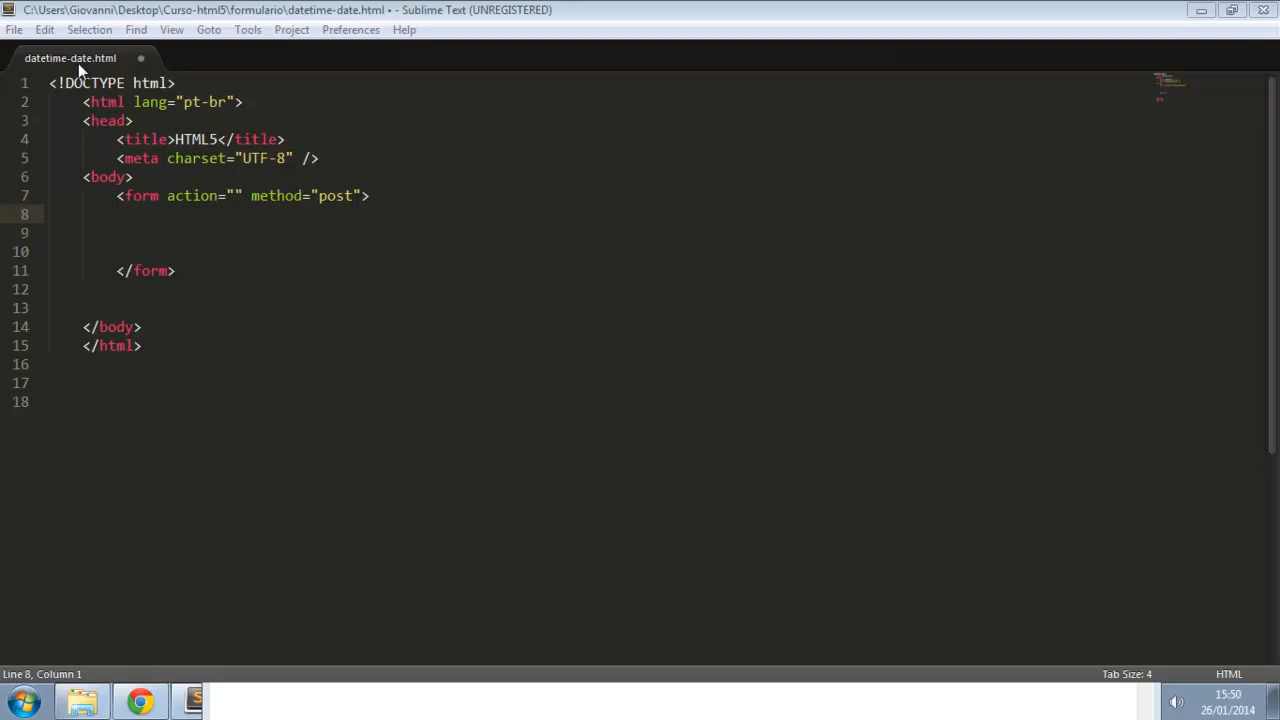 C:\Users\Giovanni\Desktop\Curso-html5\formulario\datetime-date.html • - Sublime Text (UNREGISTERED)
File Edit Selection Find View Goto Tools Project Preferences Help
datetime-date.html
1 <!DOCTYPE html>
2 <html lang="pt-br">
3 <head>
4 <title>HTML5</title>
5 <meta charset="UTF-8" />
6 <body>
7 <form action="" method="post">
8
9
10
11 </form>
12
13
14 </body>
15 </html>
16
17
18
Line 8, Column 1 Tab Size: 4 HTML
15:50
26/01/2014